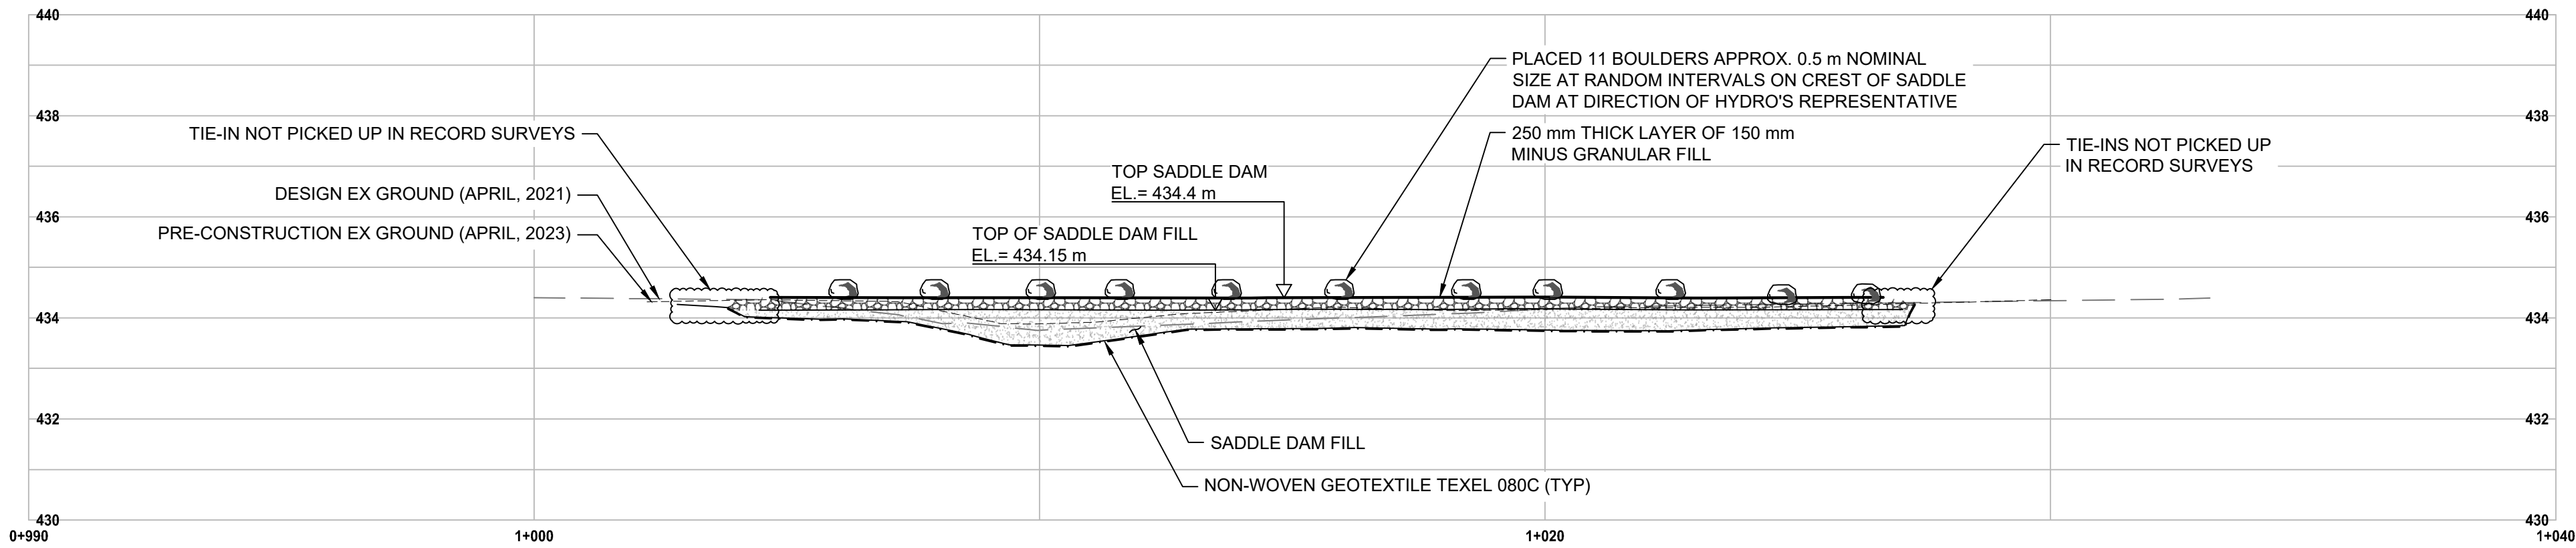 440
440
PLACED 11 BOULDERS APPROX. 0.5 m NOMINAL
SIZE AT RANDOM INTERVALS ON CREST OF SADDLE
DAM AT DIRECTION OF HYDRO'S REPRESENTATIVE
438
438
TIE-IN NOT PICKED UP IN RECORD SURVEYS
250 mm THICK LAYER OF 150 mm
MINUS GRANULAR FILL
TIE-INS NOT PICKED UP
IN RECORD SURVEYS
TOP SADDLE DAM
EL.= 434.4 m
DESIGN EX GROUND (APRIL, 2021)
436
436
PRE-CONSTRUCTION EX GROUND (APRIL, 2023)
TOP OF SADDLE DAM FILL
EL.= 434.15 m
434
434
432
432
SADDLE DAM FILL
NON-WOVEN GEOTEXTILE TEXEL 080C (TYP)
430
430
0+990
1+000
1+020
1+040